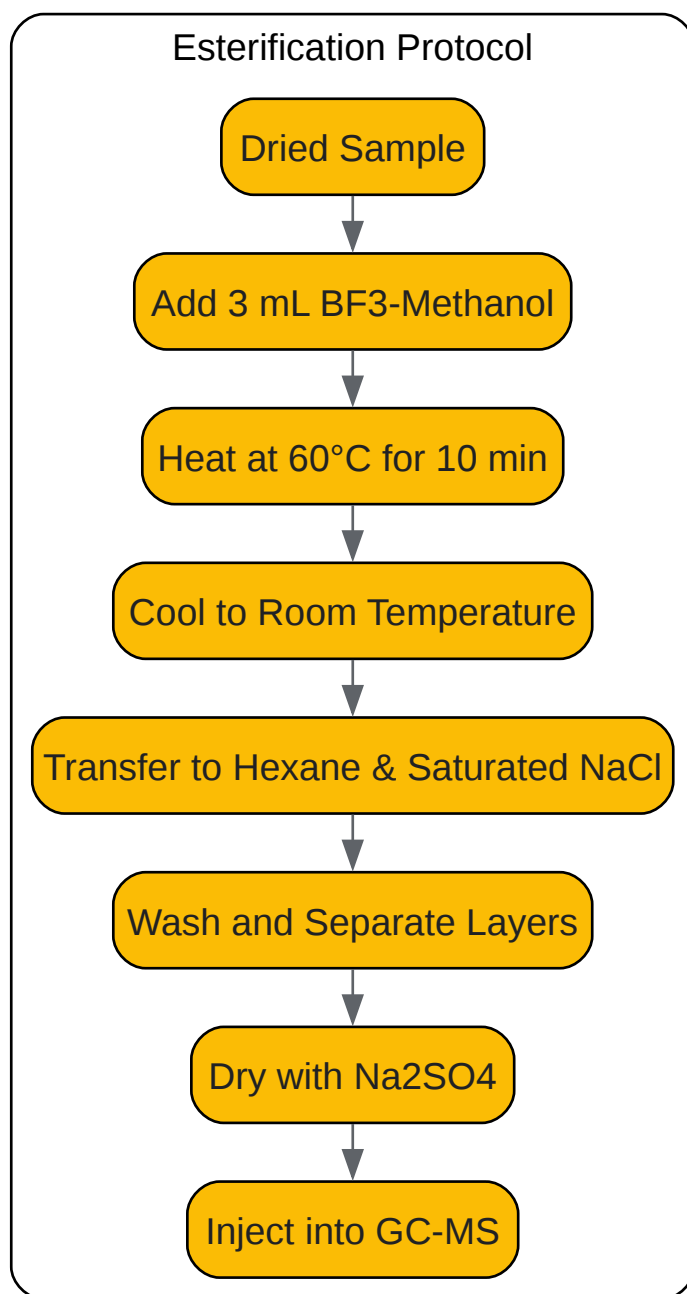 Esterification Protocol
Dried Sample
Add 3 mL BF3-Methanol
Heat at 60°C for 10 min
Cool to Room Temperature
Transfer to Hexane & Saturated NaCl
Wash and Separate Layers
Dry with Na2SO4
Inject into GC-MS